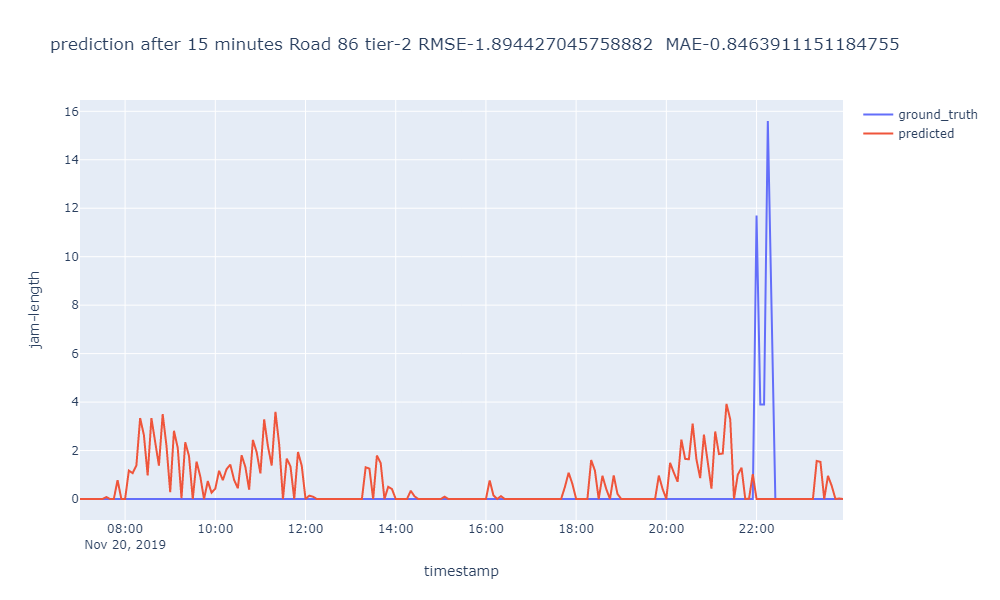 prediction after 15 minutes Road 86 tier-2 RMSE-1.894427045758882  MAE-0.8463911151184755
ground_truth
predicted
16
14
12
10
8
6
4
2
0
jam-length
08:00 10:00 12:00 14:00 16:00 18:00 20:00 22:00
Nov 20, 2019
timestamp